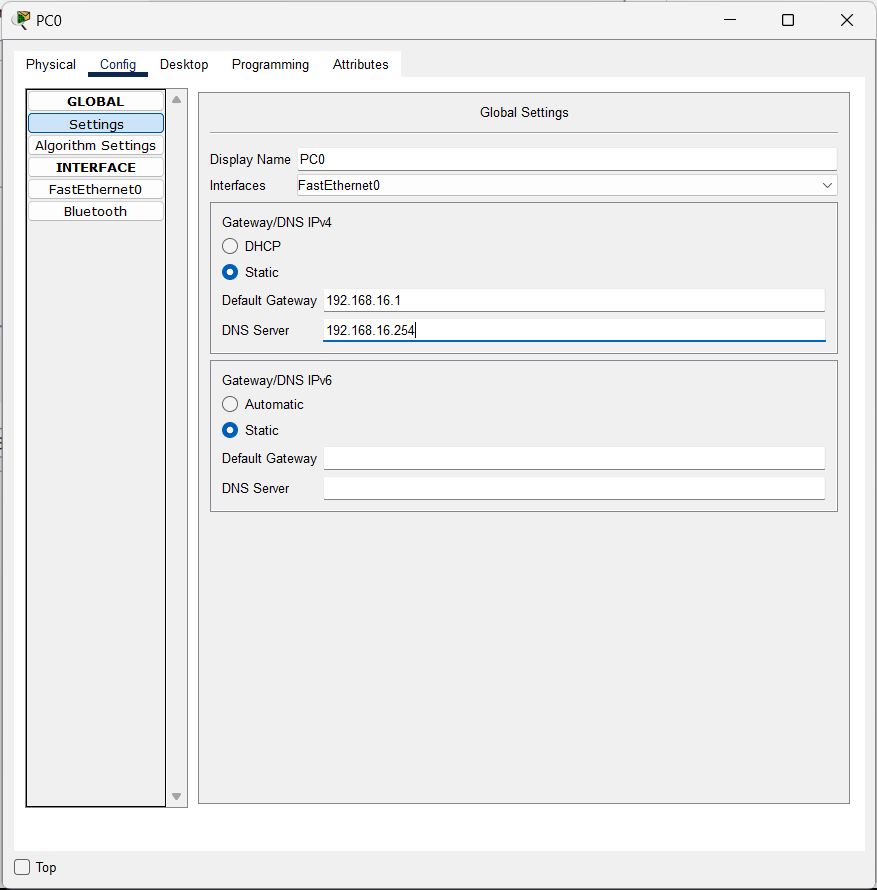 PC0
Physical Config Desktop Programming Attributes
GLOBAL
Settings
Algorithm Settings
INTERFACE
FastEthernet0
Bluetooth
Global Settings
Display Name PC0
Interfaces FastEthernet0
Gateway/DNS IPv4
DHCP
Static
Default Gateway 192.168.16.1
DNS Server 192.168.16.254
Gateway/DNS IPv6
Automatic
Static
Default Gateway
DNS Server
Top